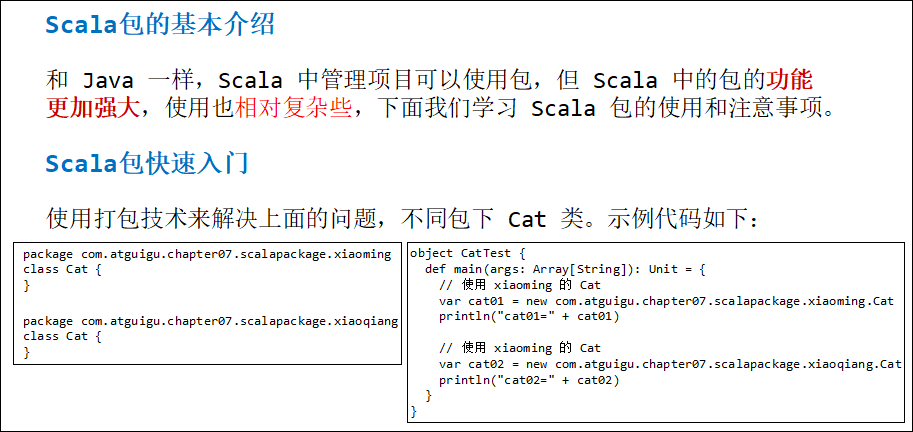 Scala包的基本介绍
和 Java 一样，Scala 中管理项目可以使用包，但 Scala 中的包的功能
更加强大，使用也相对复杂些，下面我们学习 Scala 包的使用和注意事项。
Scala包快速入门
使用打包技术来解决上面的问题，不同包下 Cat 类。示例代码如下：
package com.atguigu.chapter07.scalapackage.xiaoming
class Cat {
}
package com.atguigu.chapter07.scalapackage.xiaoqiang
class Cat {
}
object CatTest {
  def main(args: Array[String]): Unit = {
    // 使用 xiaoming 的 Cat
    var cat01 = new com.atguigu.chapter07.scalapackage.xiaoming.Cat
    println("cat01=" + cat01)
    // 使用 xiaoming 的 Cat
    var cat02 = new com.atguigu.chapter07.scalapackage.xiaoqiang.Cat
    println("cat02=" + cat02)
  }
}